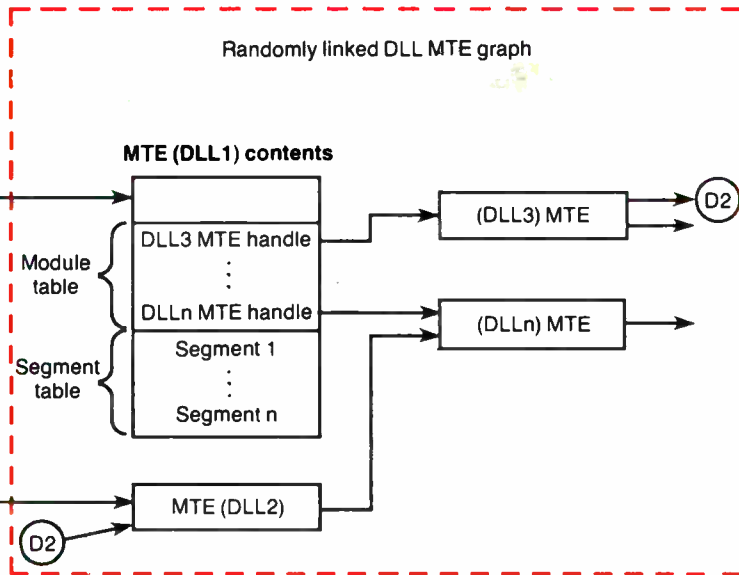 Randomly linked DLL MTE graph
MTE (DLL1) contents
DLL3 MTE handle
DLLn MTE handle
Module
table
Segment 1
Segment n
Segment
table
(DLL3) MTE
D2
(DLLn) MTE
MTE (DLL2)
D2